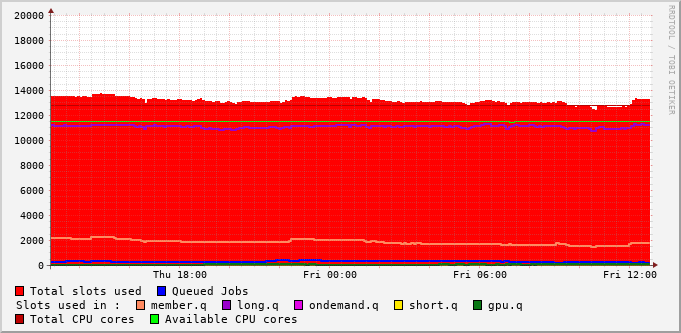 20000
18000
16000
14000
12000
10000
8000
6000
4000
2000
0
Thu 18:00 Fri 00:00 Fri 06:00 Fri 12:00
RRDTOOL / TOBI OETIKER
Total slots used Queued Jobs
Slots used in : member.q long.q ondemand.q short.q gpu.q
Total CPU cores Available CPU cores